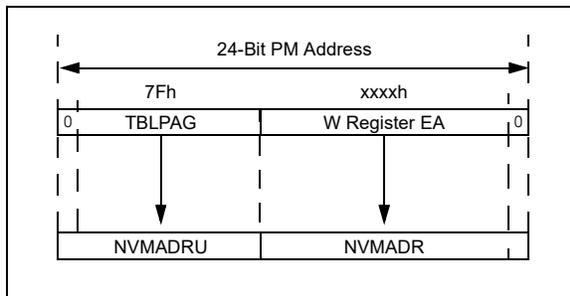 24-Bit PM Address
7Fh xxxxh
0 TBLPAG W Register EA 0
NVMADRU NVMADR